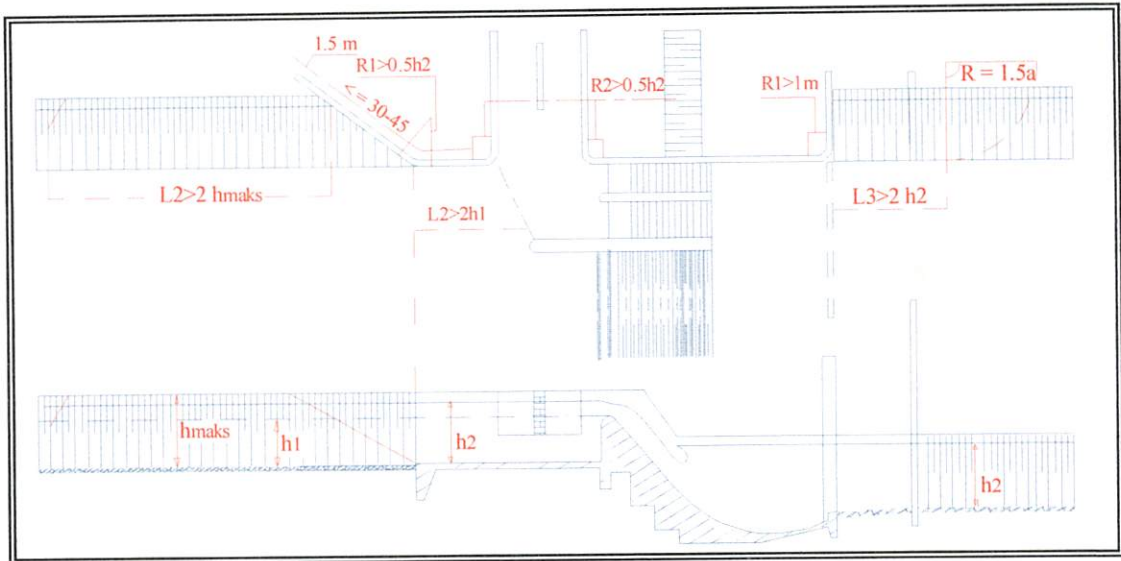 1.5 m
R1>0.5h2
< = 30-45
R2>0.5h2
R1>1m
R = 1.5a
L2>2 hmaks
L2>2h1
L3>2 h2
hmaks
h1
h2
h2